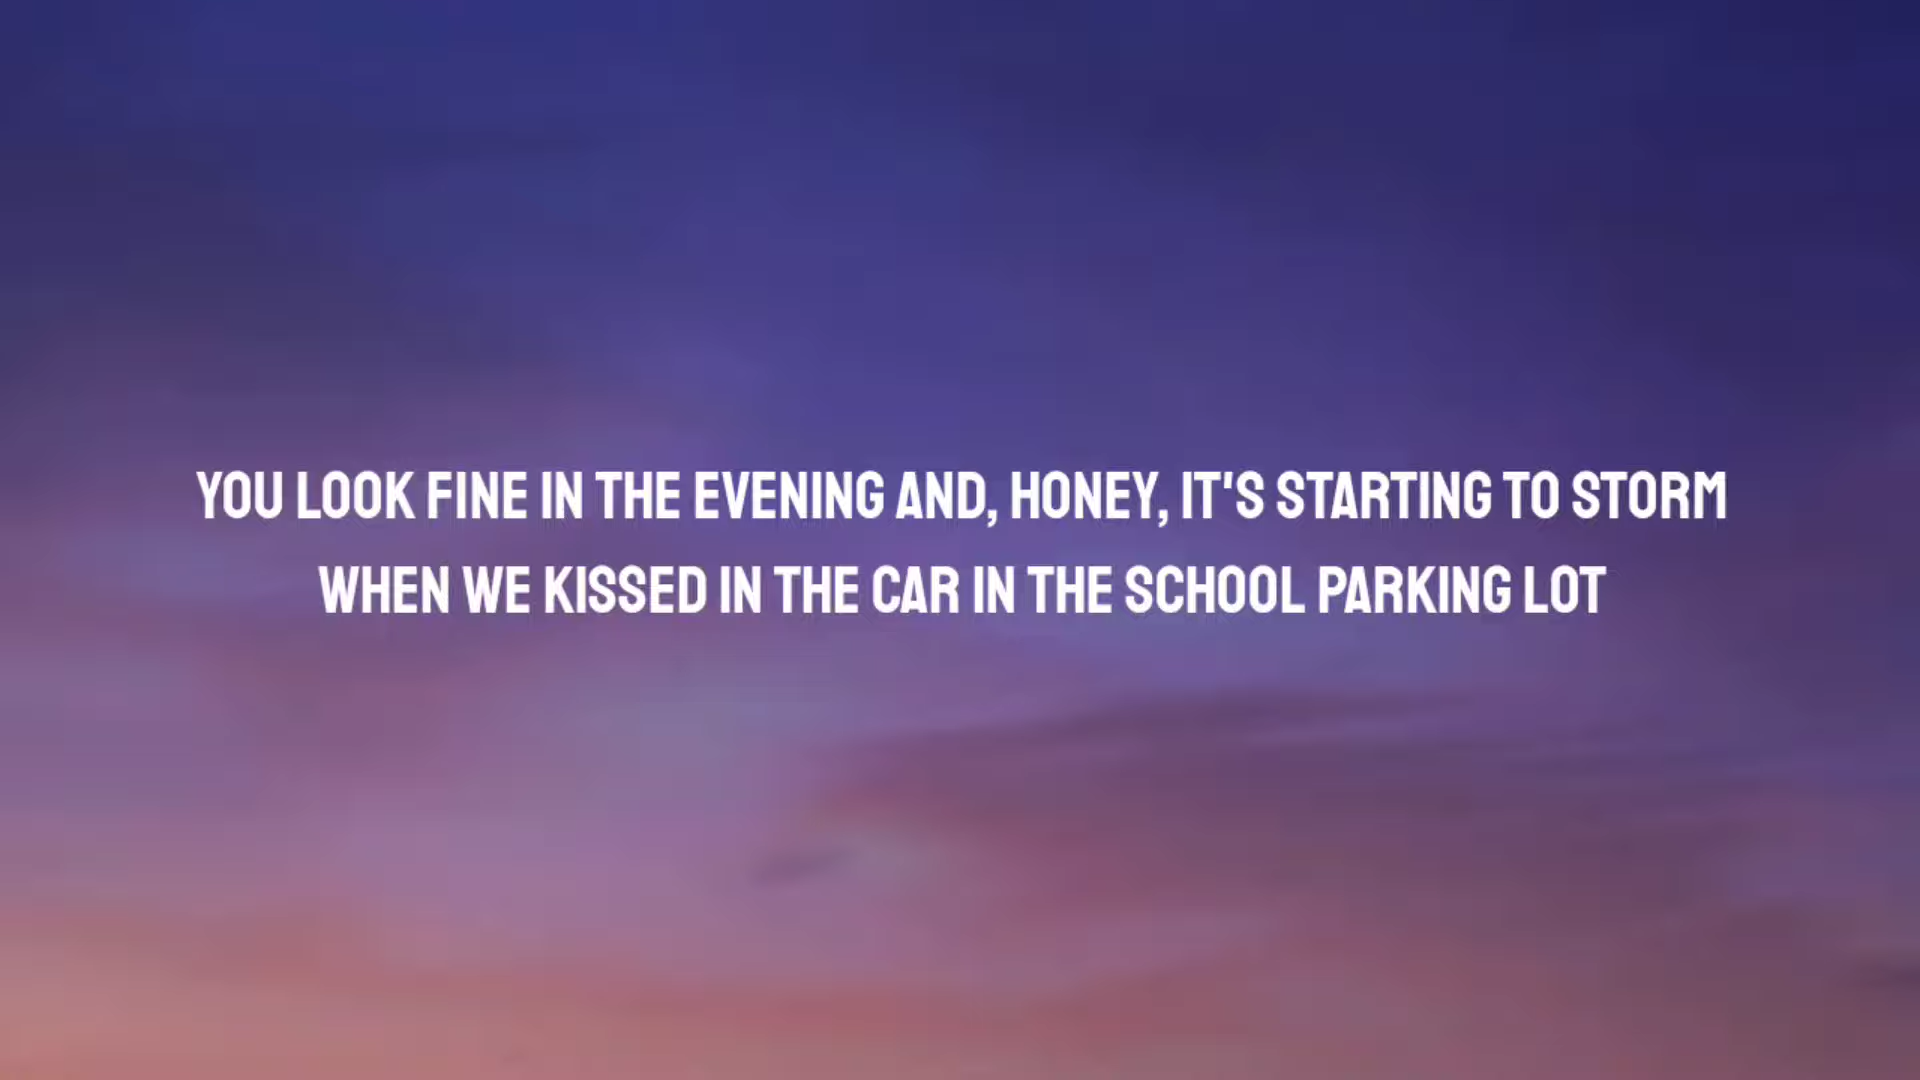 YOU LOOK FINE IN THE EVENING AND, HONEY, IT'S STARTING TO STORM
WHEN WE KISSED IN THE CAR IN THE SCHOOL PARKING LOT